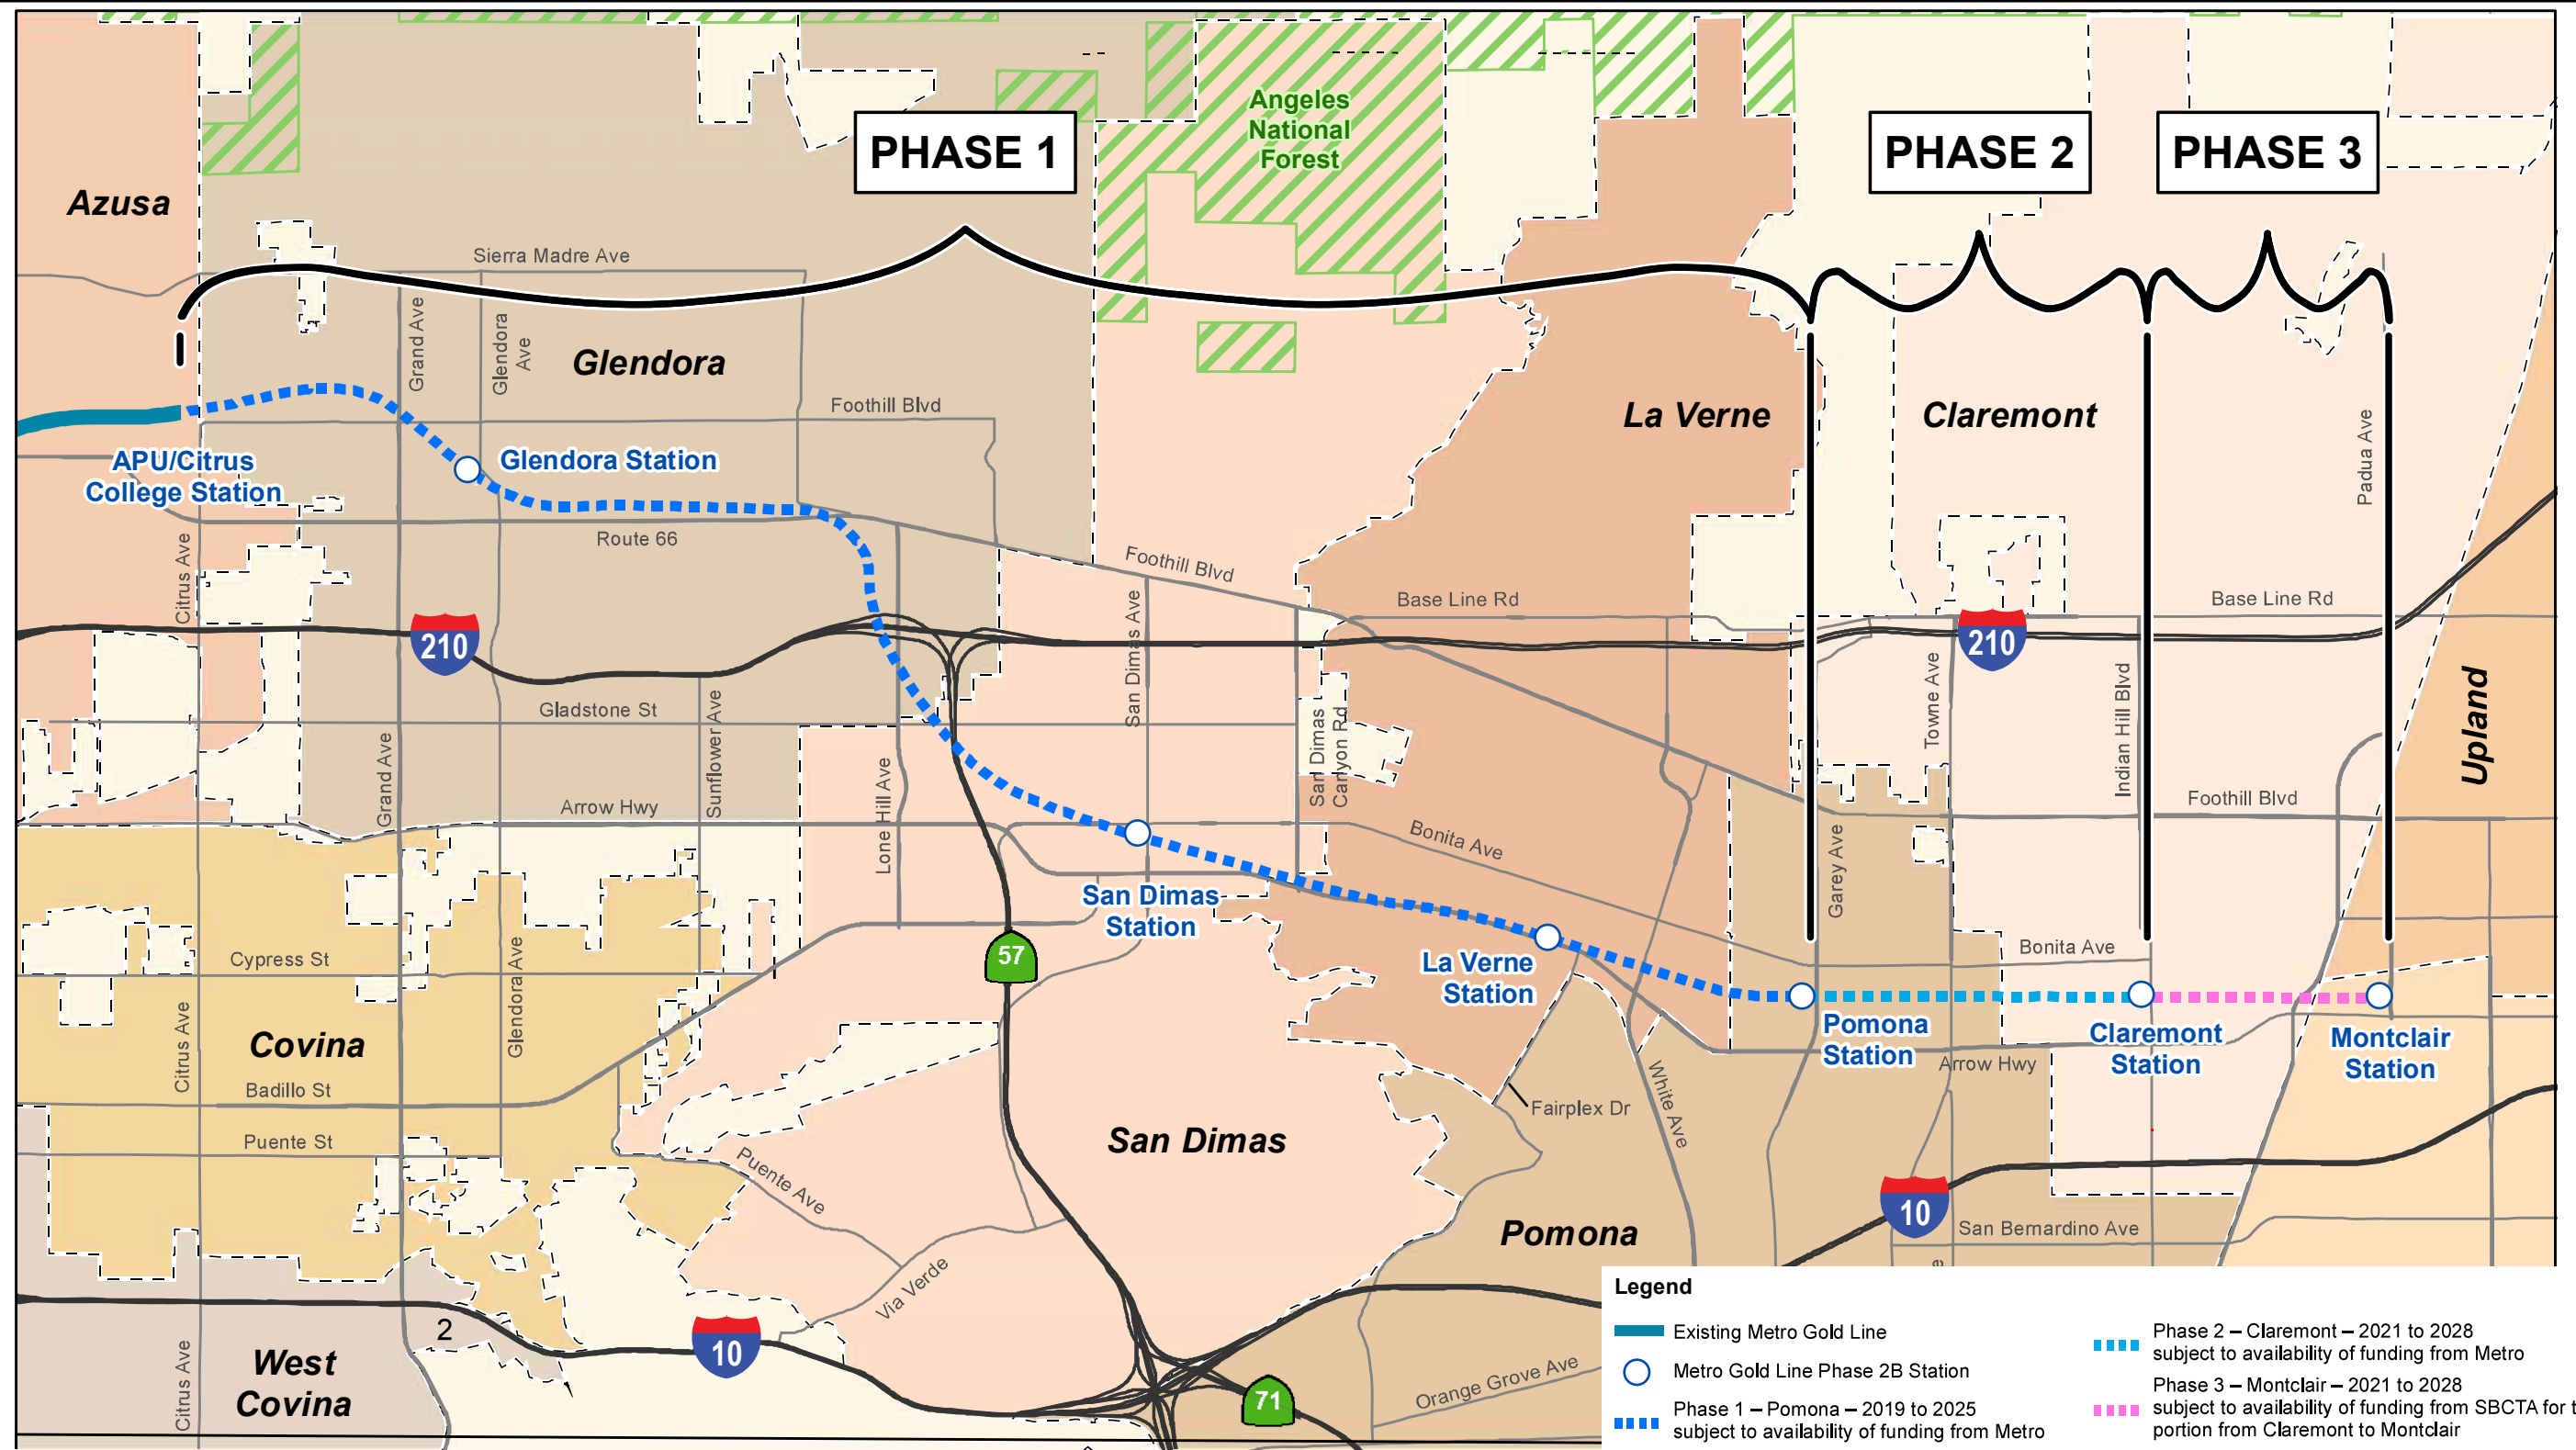 Angeles
National
Forest
PHASE 1
PHASE 2
PHASE 3
Azusa
Sierra Madre Ave
Grand Ave
Glendora
Ave
Glendora
La Verne
Claremont
Foothill Blvd
Padua Ave
APU/Citrus
College Station
Glendora Station
Route 66
Citrus Ave
Foothill Blvd
Base Line Rd
Base Line Rd
210
210
San Dimas Ave
Towne Ave
Indian Hill Blvd
Upland
Gladstone St
Sunflower Ave
San Dimas
Canyon Rd
Grand Ave
Arrow Hwy
Lone Hill Ave
Foothill Blvd
Bonita Ave
Garey Ave
San Dimas
Station
57
La Verne
Station
Bonita Ave
Cypress St
Glendora Ave
Citrus Ave
Covina
Pomona
Station
Claremont
Station
Montclair
Station
Arrow Hwy
Badillo St
Fairplex Dr
White Ave
Puente St
San Dimas
Puente Ave
10
Pomona
San Bernardino Ave
Via Verde
e
2
10
West
Covina
Citrus Ave
71
Orange Grove Ave
Legend
Existing Metro Gold Line
Metro Gold Line Phase 2B Station
Phase 1 – Pomona – 2019 to 2025
subject to availability of funding from Metro
Phase 2 – Claremont – 2021 to 2028
subject to availability of funding from Metro
Phase 3 – Montclair – 2021 to 2028
subject to availability of funding from SBCTA for t
portion from Claremont to Montclair